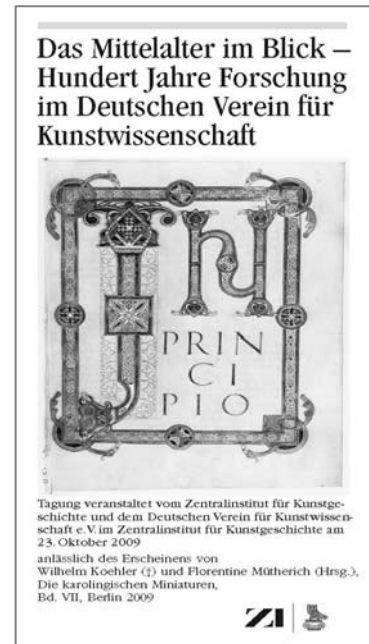 Das Mittelalter im Blick –
Hundert Jahre Forschung
im Deutschen Verein für
Kunstwissenschaft
IN
PRIN
CI
PIO
Tagung veranstaltet vom Zentralinstitut für Kunstge-
schichte und dem Deutschen Verein für Kunstwissen-
schaft e.V. im Zentralinstitut für Kunstgeschichte am
23. Oktober 2009
anlässlich des Erscheinens von
Wilhelm Koehler (†) und Florentine Mütherich (Hrsg.),
Die karolingischen Miniaturen,
Bd. VII, Berlin 2009
ZI